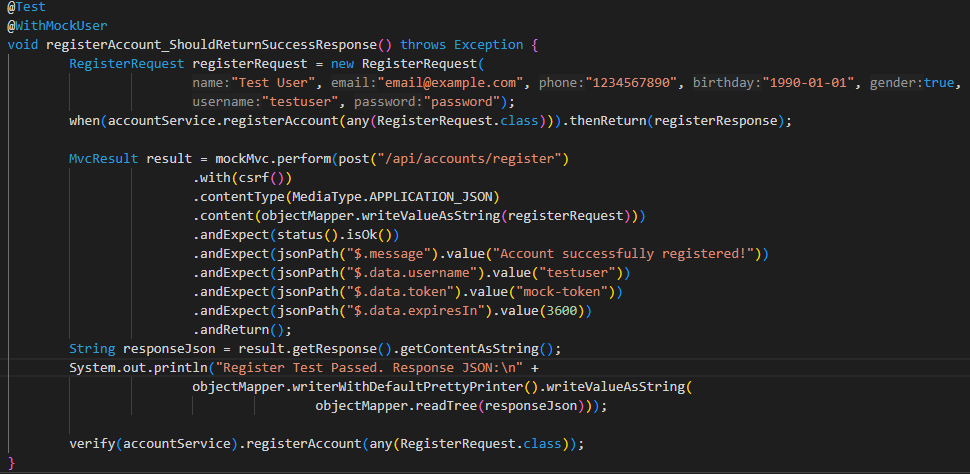 @Test
@WithMockUser
void registerAccount_ShouldReturnSuccessResponse() throws Exception {
RegisterRequest registerRequest = new RegisterRequest(
name:"Test User", email:"email@example.com", phone:"1234567890", birthday:"1990-01-01", gender:true,
username:"testuser", password:"password");
when(accountService.registerAccount(any(RegisterRequest.class))).thenReturn(registerResponse);
MvcResult result = mockMvc.perform(post("/api/accounts/register")
.with(csrf())
.contentType(MediaType.APPLICATION_JSON)
.content(objectMapper.writeValueAsString(registerRequest)))
.andExpect(status().isOk())
.andExpect(jsonPath("$.message").value("Account successfully registered!"))
.andExpect(jsonPath("$.data.username").value("testuser"))
.andExpect(jsonPath("$.data.token").value("mock-token"))
.andExpect(jsonPath("$.data.expiresIn").value(3600))
.andReturn();
String responseJson = result.getResponse().getContentAsString();
System.out.println("Register Test Passed. Response JSON:\n" +
objectMapper.writerWithDefaultPrettyPrinter().writeValueAsString(
objectMapper.readTree(responseJson)));
verify(accountService).registerAccount(any(RegisterRequest.class));
}